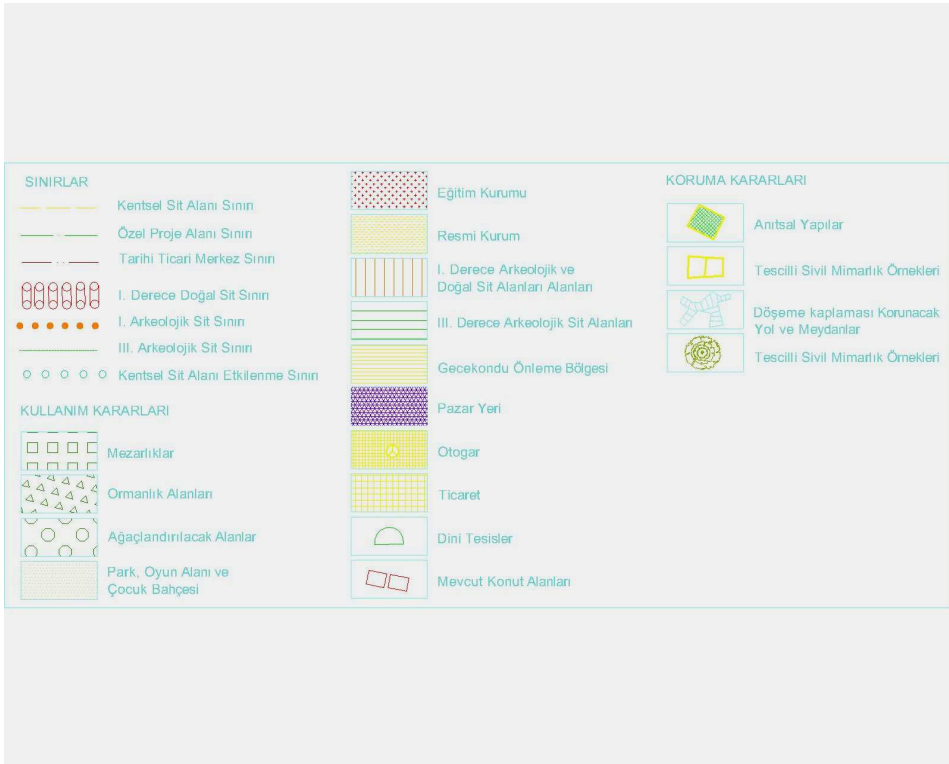 SINIRLAR
Kentsel Sit Alanı Sınırı
Özel Proje Alanı Sınırı
Tarihi Ticari Merkez Sınırı
I. Derece Doğal Sit Sınırı
I. Arkeolojik Sit Sınırı
III. Arkeolojik Sit Sınırı
Kentsel Sit Alanı Etkilenme Sınırı
KULLANIM KARARLARI
Mezarlıklar
Ormanlık Alanları
Ağaçlandırılacak Alanlar
Park, Oyun Alanı ve
Çocuk Bahçesi
Eğitim Kurumu
Resmi Kurum
I. Derece Arkeolojik ve
Doğal Sit Alanları Alanları
III. Derece Arkeolojik Sit Alanları
Gecekondu Önleme Bölgesi
Pazar Yeri
Otogar
Ticaret
Dini Tesisler
Mevcut Konut Alanları
KORUMA KARARLARI
Anıtsal Yapılar
Tescilli Sivil Mimarlık Örnekleri
Döşeme kaplaması Korunacak
Yol ve Meydanlar
Tescilli Sivil Mimarlık Örnekleri